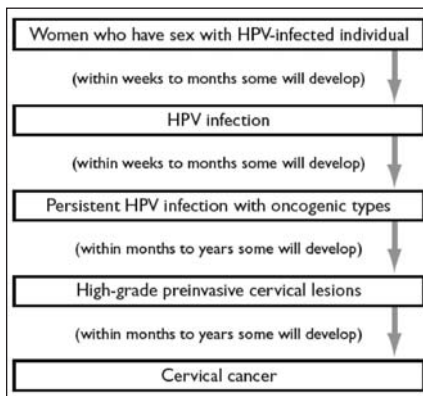 Women who have sex with HPV-infected individual
(within weeks to months some will develop)
HPV infection
(within weeks to months some will develop)
Persistent HPV infection with oncogenic types
(within months to years some will develop)
High-grade preinvasive cervical lesions
(within months to years some will develop)
Cervical cancer